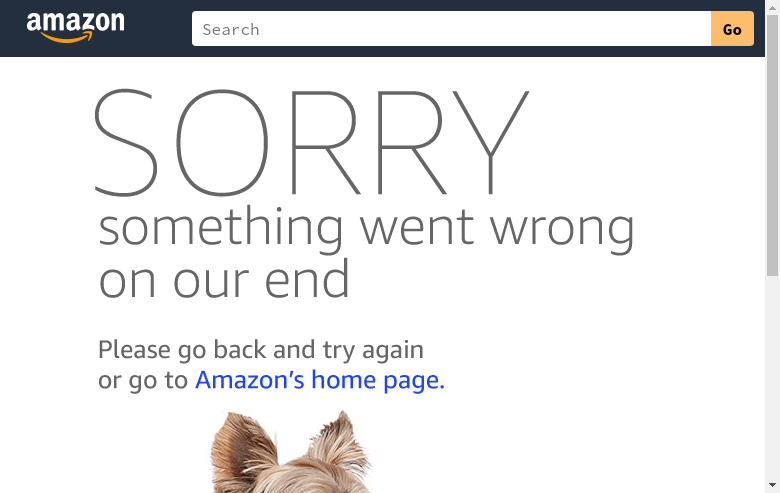 amazon
Search
Go
SORRY
something went wrong
on our end
Please go back and try again
or go to Amazon's home page.